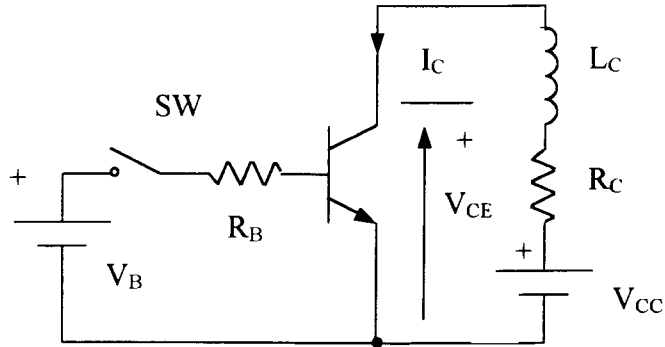 I_C
L_C
SW
+
+
R_C
R_B
V_CE
+
V_B
V_CC